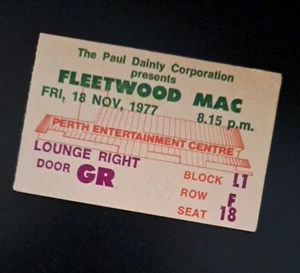 The Paul Dainty Corporation
presents
FLEETWOOD MAC
FRI, 18 NOV, 1977 8.15 p.m.
PERTH ENTERTAINMENT CENTRE
LOUNGE RIGHT
DOOR GR
BLOCK LT
ROW F
SEAT 18